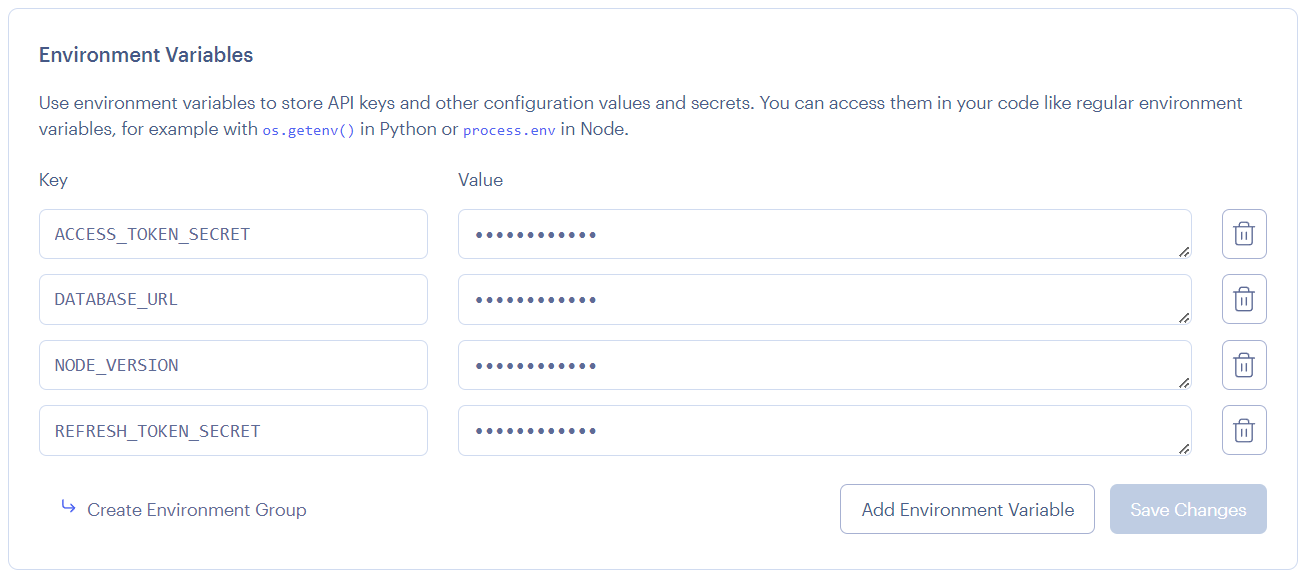 Environment Variables
Use environment variables to store API keys and other configuration values and secrets. You can access them in your code like regular environment
variables, for example with os.getenv() in Python or process.env in Node.
Key Value
ACCESS_TOKEN_SECRET ••••••••••••
DATABASE_URL ••••••••••••
NODE_VERSION ••••••••••••
REFRESH_TOKEN_SECRET ••••••••••••
Create Environment Group Add Environment Variable Save Changes